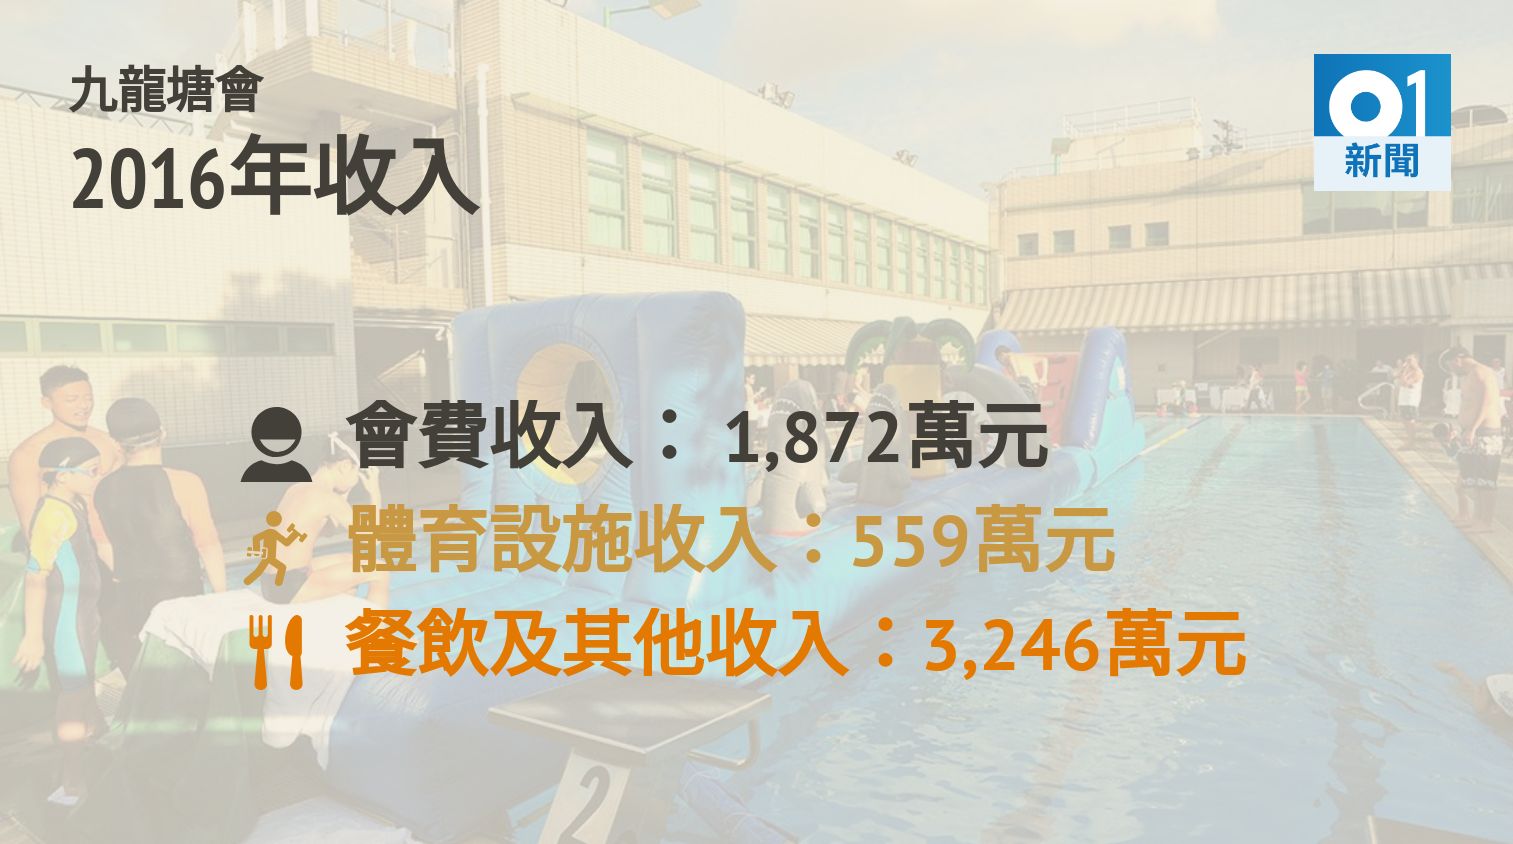 九龍塘會
2016年收入
01
新聞
會費收入：1,872萬元
體育設施收入：559萬元
餐飲及其他收入：3,246萬元
2